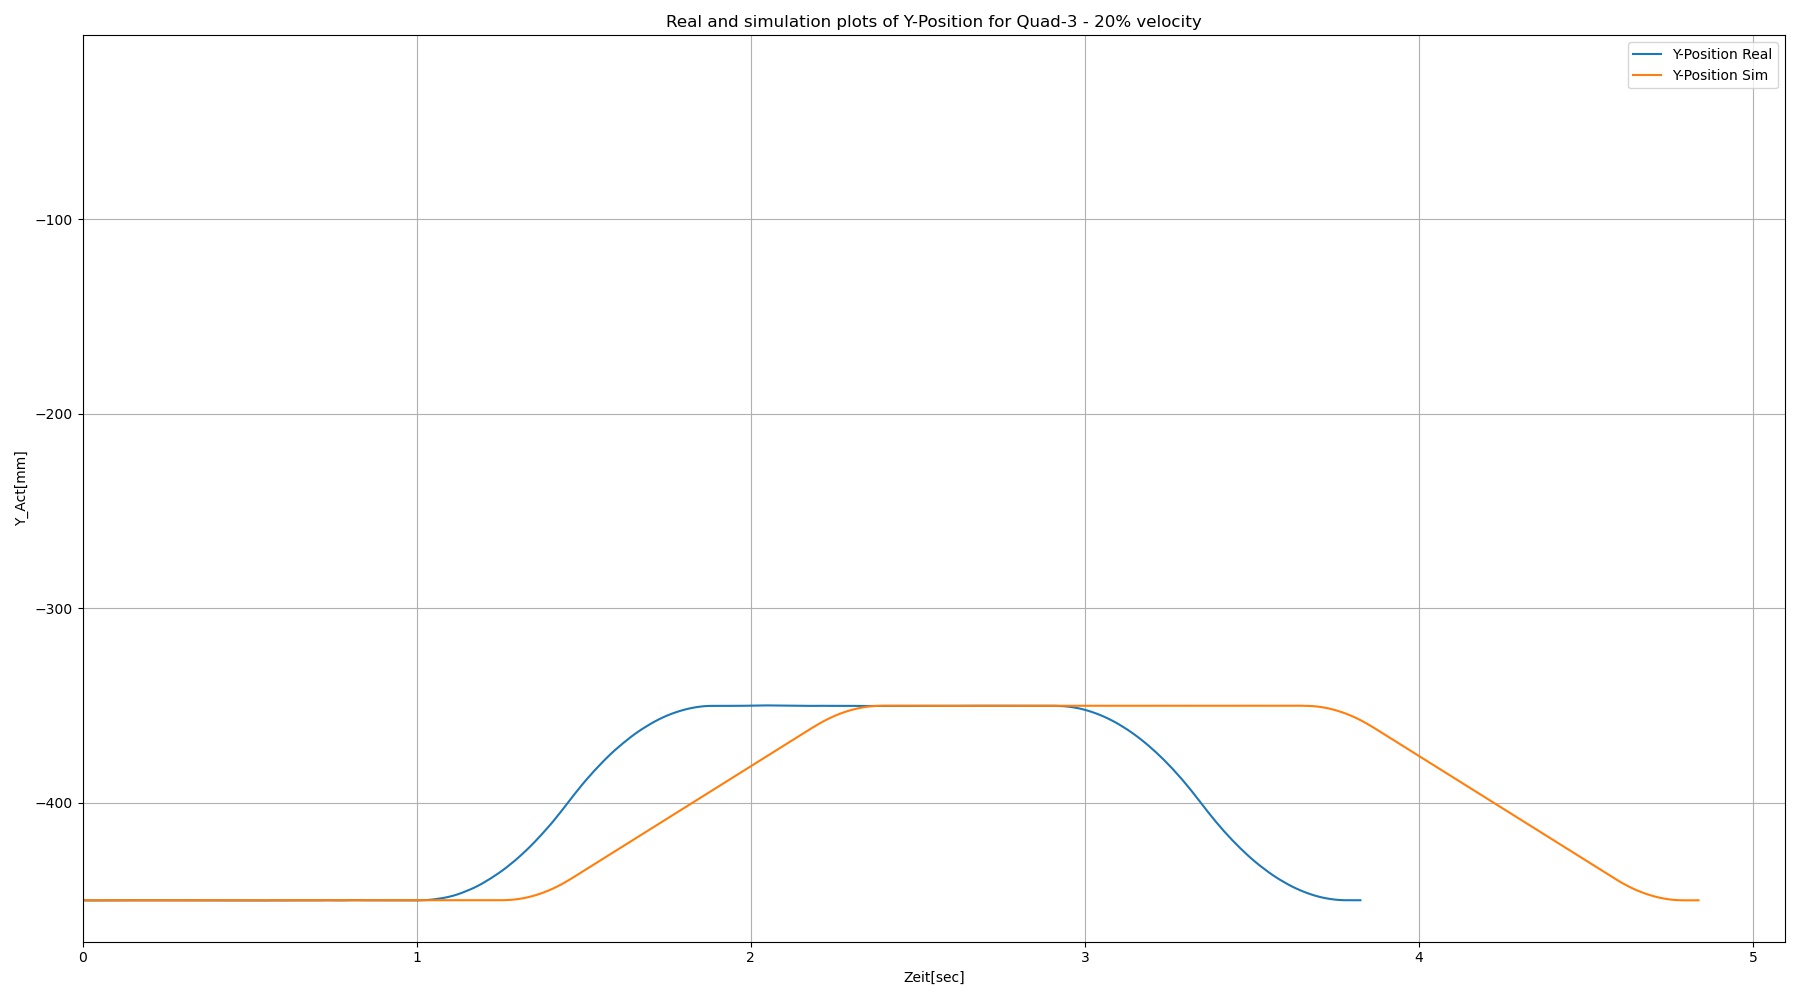 Real and simulation plots of Y-Position for Quad-3 - 20% velocity
Y-Position Real
Y-Position Sim
−100
−200
−300
−400
Y_Act[mm]
0 1 2 3 4 5
Zeit[sec]